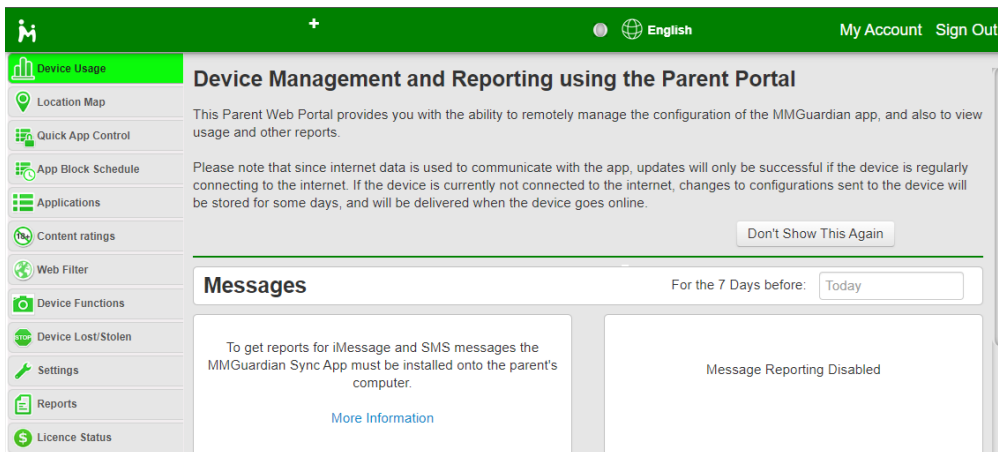 English
My Account Sign Out
Device Usage
Location Map
Quick App Control
App Block Schedule
Applications
18+
Content ratings
Web Filter
Device Functions
STOP
Device Lost/Stolen
Settings
Reports
$
Licence Status
Device Management and Reporting using the Parent Portal
This Parent Web Portal provides you with the ability to remotely manage the configuration of the MMGuardian app, and also to view
usage and other reports.
Please note that since internet data is used to communicate with the app, updates will only be successful if the device is regularly
connecting to the internet. If the device is currently not connected to the internet, changes to configurations sent to the device will
be stored for some days, and will be delivered when the device goes online.
Don't Show This Again
Messages
For the 7 Days before: Today
To get reports for iMessage and SMS messages the
MMGuardian Sync App must be installed onto the parent's
computer.
More Information
Message Reporting Disabled